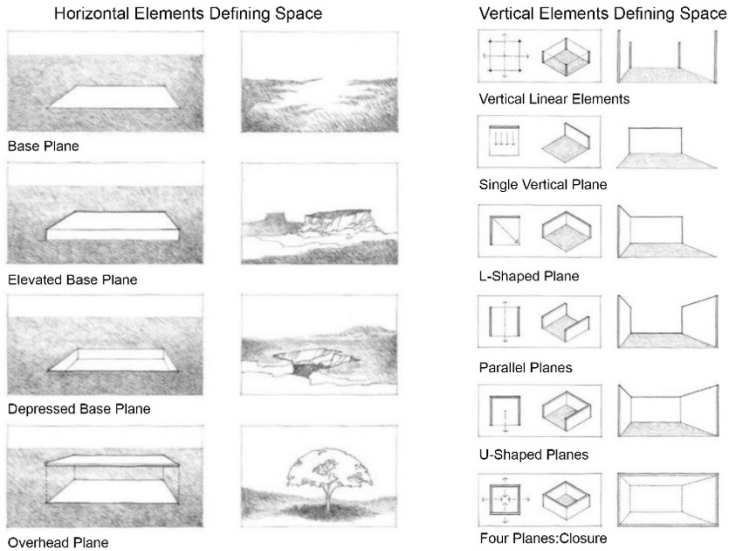 Horizontal Elements Defining Space
Base Plane
Elevated Base Plane
Depressed Base Plane
Overhead Plane
Vertical Elements Defining Space
Vertical Linear Elements
Single Vertical Plane
L-Shaped Plane
Parallel Planes
U-Shaped Planes
Four Planes:Closure